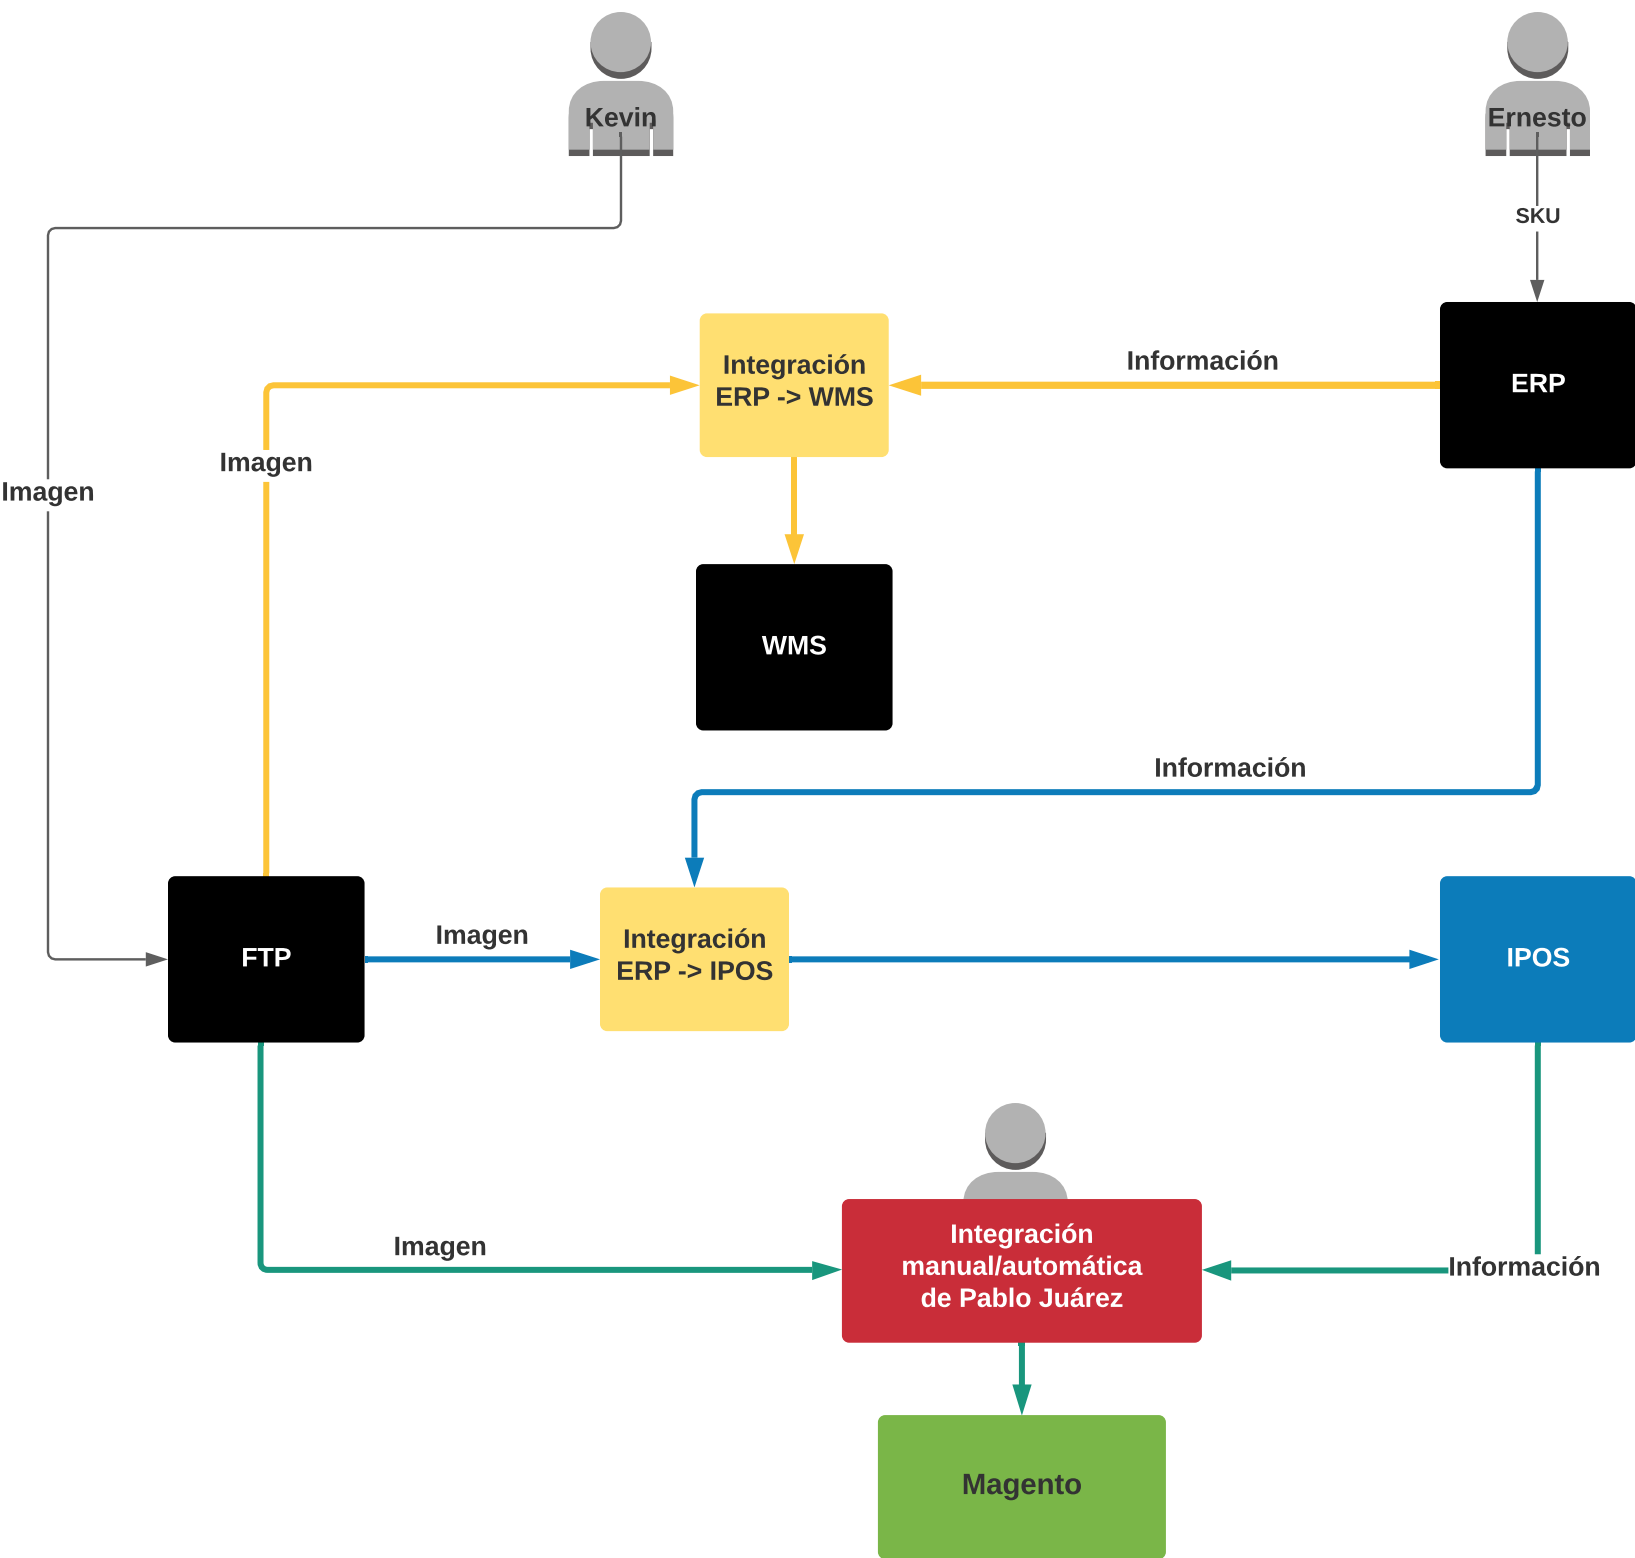 Kevin
Ernesto
SKU
Integración
ERP -> WMS
Información
ERP
Imagen
Imagen
WMS
Información
FTP
Imagen
Integración
ERP -> IPOS
IPOS
Imagen
Integración
manual/automática
de Pablo Juárez
Información
Magento